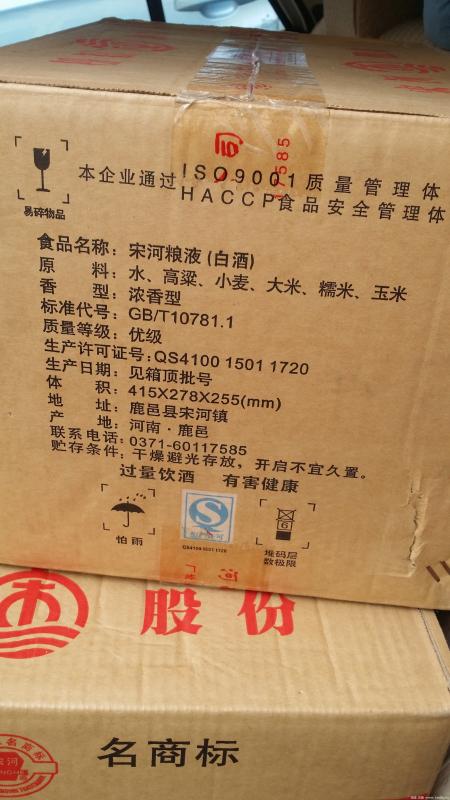 17585
本企业通过ISO9001质量管理体
HACCP食品安全管理体
易碎物品
食品名称：宋河粮液（白酒）
原　　料：水、高粱、小麦、大米、糯米、玉米
香　　型：浓香型
标准代号：GB/T10781.1
质量等级：优级
生产许可证号：QS4100 1501 1720
生产日期：见箱顶批号
体　　积：415X278X255(mm)
地　　址：鹿邑县宋河镇
产　　地：河南·鹿邑
联系电话：0371-60117585
贮存条件：干燥避光存放，开启不宜久置。
过量饮酒　有害健康
怕雨
QS4100 1501 1720
6
堆码层
数极限
股份
名商标